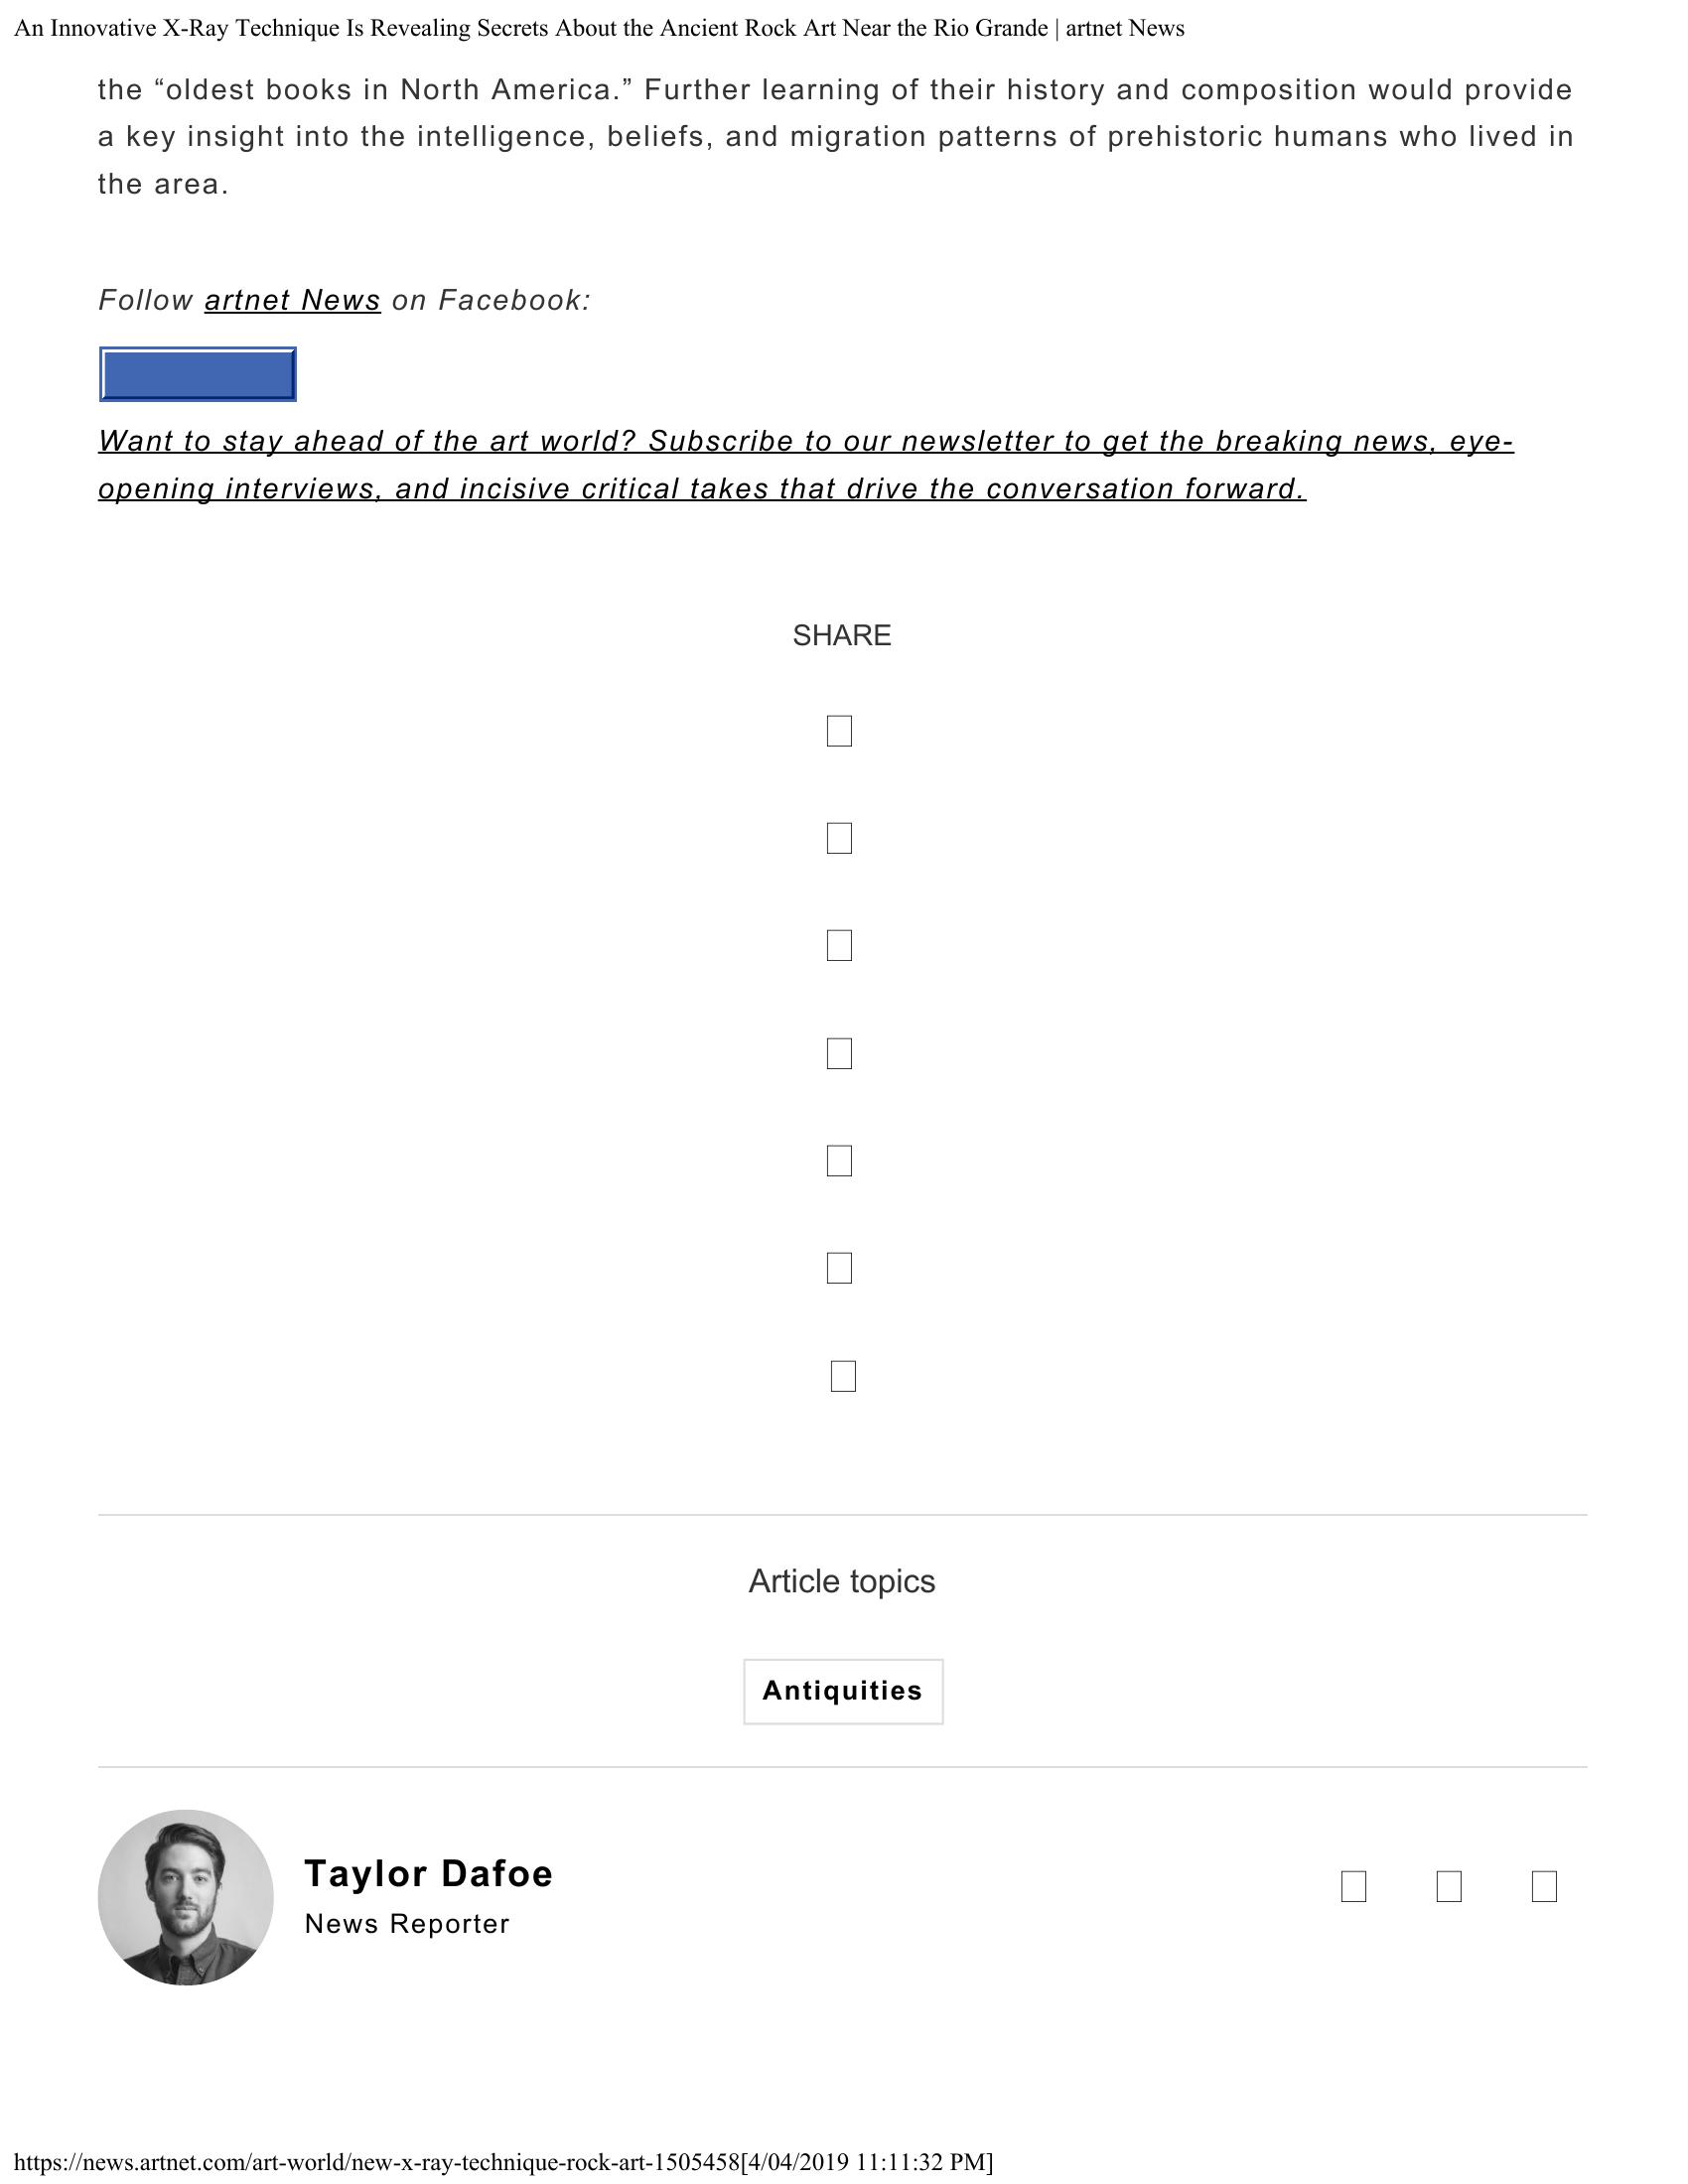 An Innovative X-Ray Technique Is Revealing Secrets About the Ancient Rock Art Near the Rio Grande | artnet News
the “oldest books in North America.” Further learning of their history and composition would provide
a key insight into the intelligence, beliefs, and migration patterns of prehistoric humans who lived in
the area.
Follow artnet News on Facebook:
Want to stay ahead of the art world? Subscribe to our newsletter to get the breaking news, eye-
opening interviews, and incisive critical takes that drive the conversation forward.
SHARE
Article topics
Antiquities
Taylor Dafoe
News Reporter
https://news.artnet.com/art-world/new-x-ray-technique-rock-art-1505458[4/04/2019 11:11:32 PM]